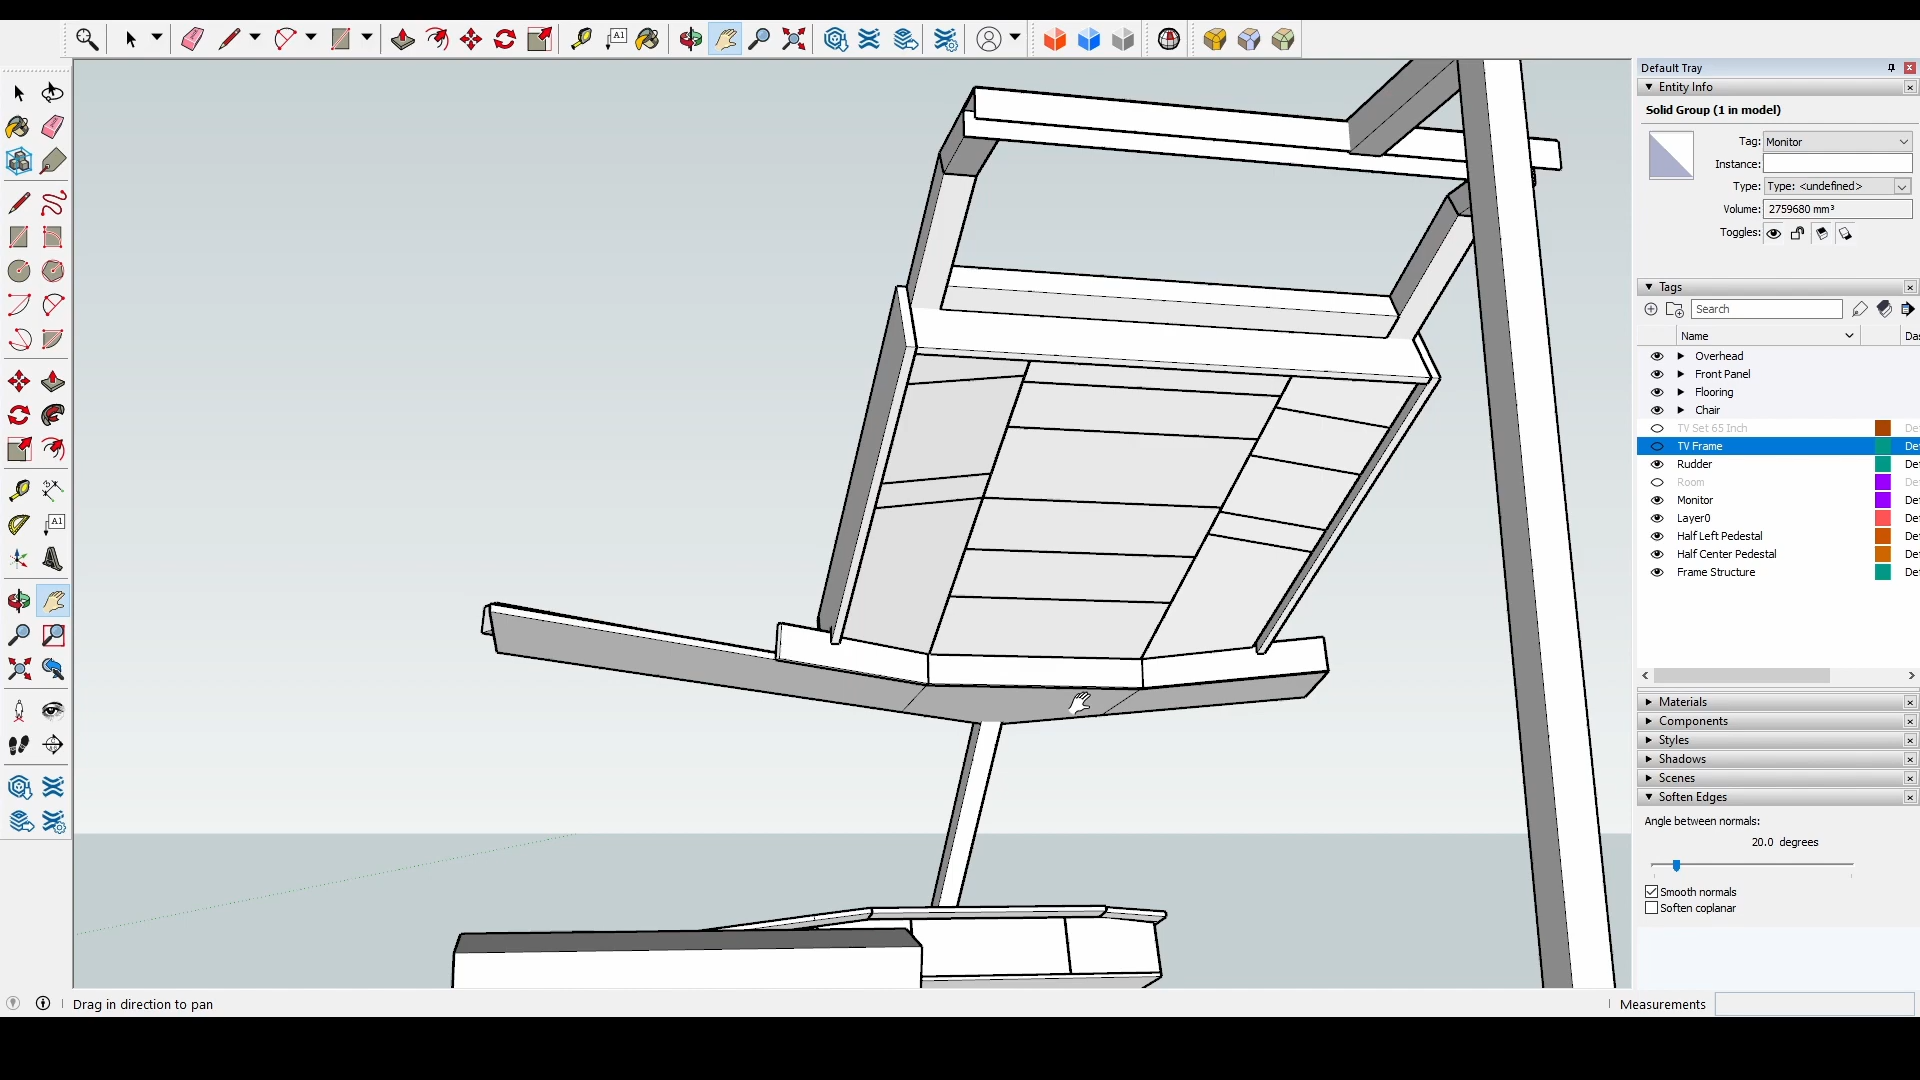 A1
Default Tray
Entity Info
Solid Group (1 in model)
Tag: Monitor
Instance:
Type: Type: <undefined>
Volume: 2759680 mm³
Toggles:
Tags
Search
Name Das
Overhead
Front Panel
Flooring
Chair
TV Set 65 Inch De
TV Frame De
Rudder De
Room De
Monitor De
Layer0 De
Half Left Pedestal De
Half Center Pedestal De
Frame Structure De
A1
Materials
Components
Styles
Shadows
Scenes
Soften Edges
Angle between normals:
20.0 degrees
Smooth normals
Soften coplanar
Drag in direction to pan
Measurements